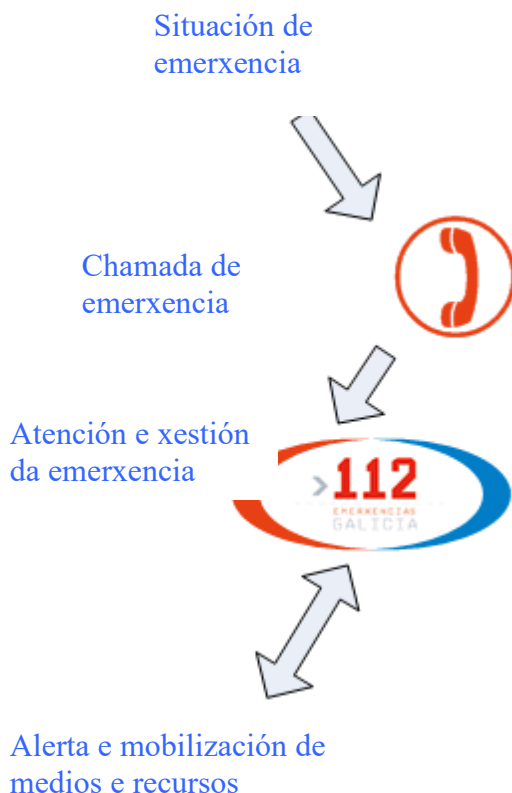 Situación de
emerxencia
Chamada de
emerxencia
Atención e xestión
da emerxencia
112
EMERXENCIAS
GALICIA
Alerta e mobilización de
medios e recursos